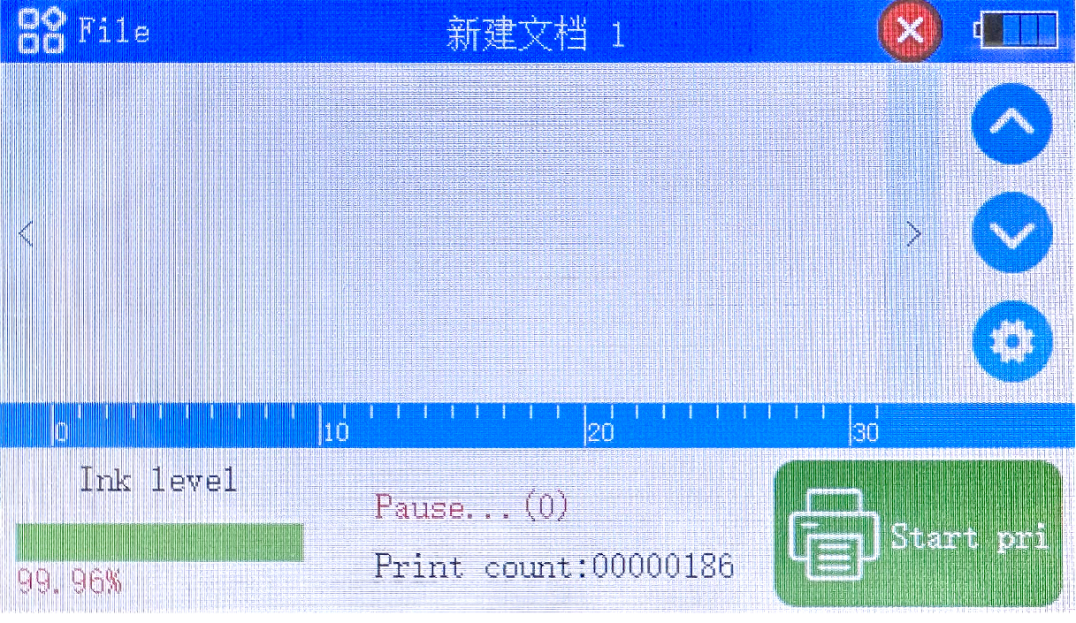 File
新建文档 1
<
>
0 10 20 30
Ink level
99.96%
Pause...(0)
Print count:00000186
Start pri